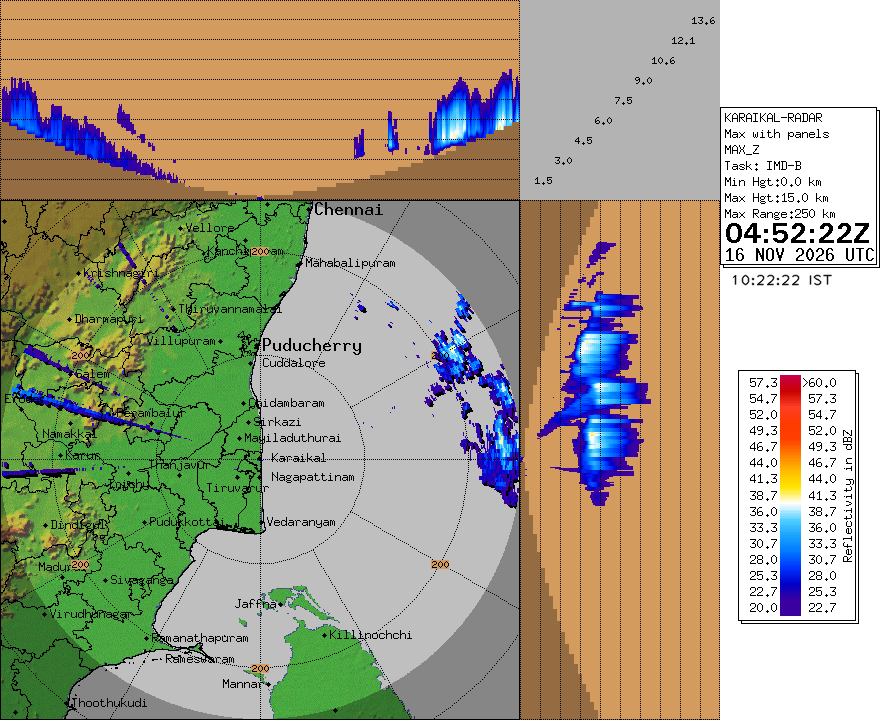 13.6
12.1
10.6
9.0
7.5
6.0
4.5
3.0
1.5
KARAIKAL-RADAR
Max with panels
MAX_Z
Task: IMD-B
Min Hgt:0.0 km
Max Hgt:15.0 km
Max Range:250 km
04:52:22Z
16 NOV 2026 UTC
10:22:22 IST
Chennai
Vellore
200
Mahabalipuram
Krishnagiri
Thiruvannamalai
Dharmapuri
Villupuram
Puducherry
200
Cuddalore
Salem
Chidambaram
Perambalur
Sirkazi
Namakkal
Mayiladuthurai
Karur
Karaikal
Thanjavur
Nagapattinam
Tiruvarur
Dindigul
Pudukkottai
Vedaranyam
200
200
Sivaganga
Jaffna
Virudhunagar
Ramanathapuram
Killinochchi
Rameswaram
200
Mannar
Thoothukudi
57.3 >60.0
54.7 57.3
52.0 54.7
49.3 52.0
46.7 49.3
44.0 46.7
41.3 44.0
38.7 41.3
36.0 38.7
33.3 36.0
30.7 33.3
28.0 30.7
25.3 28.0
22.7 25.3
20.0 22.7
Reflectivity in dBZ